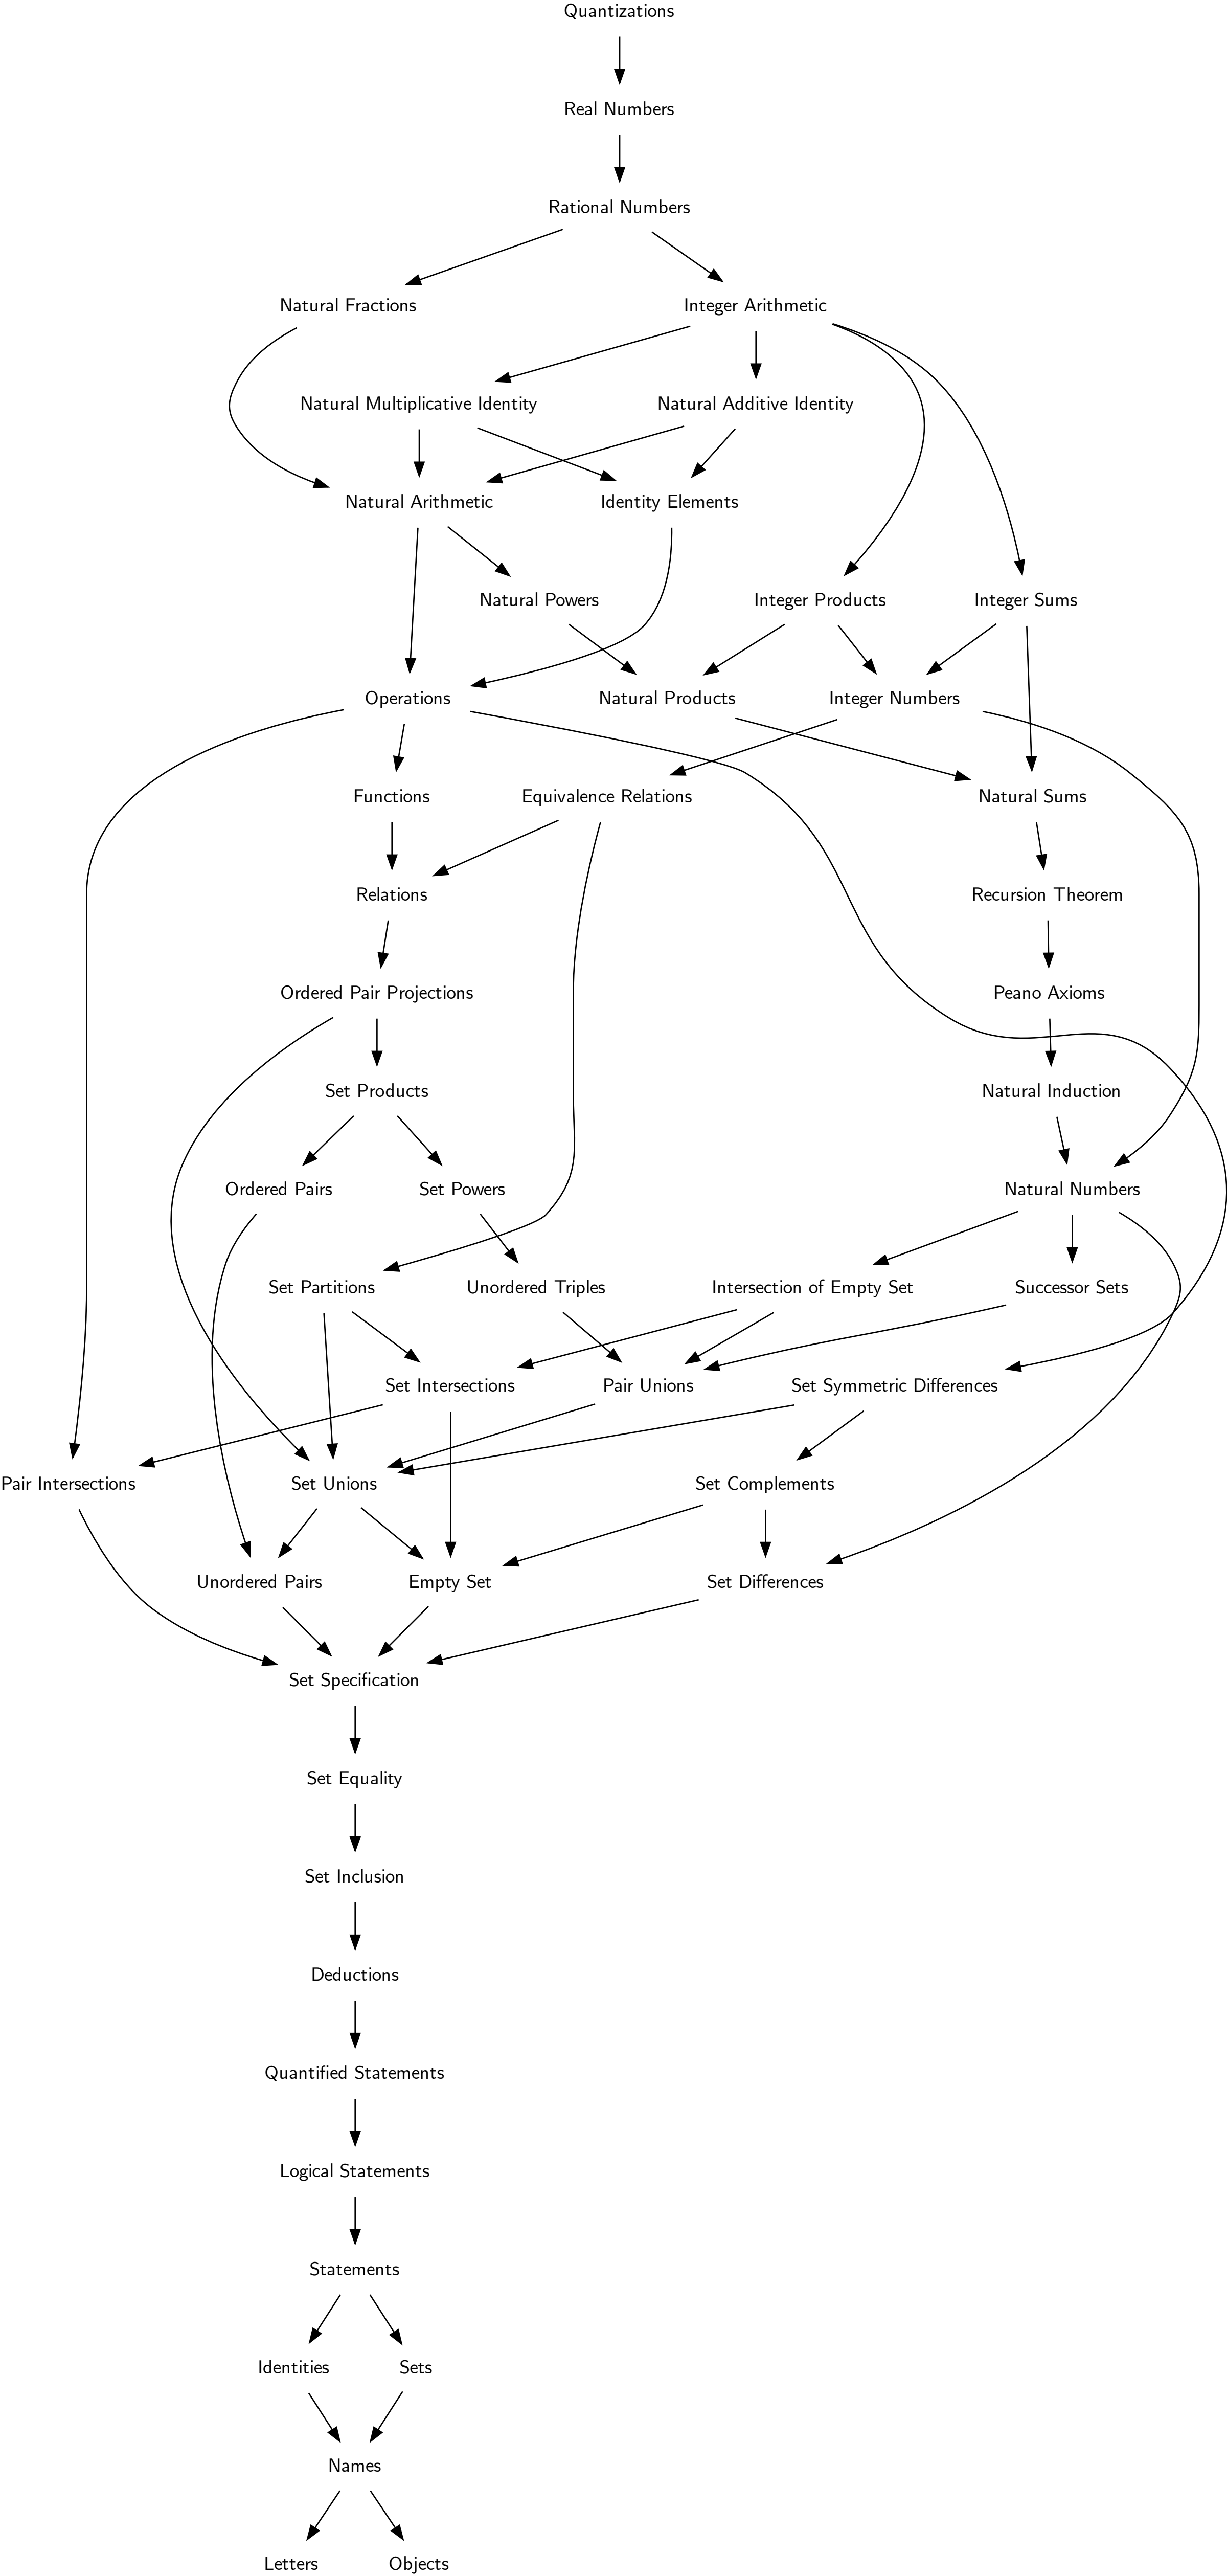 Quantizations
Real Numbers
Rational Numbers
Natural Fractions
Integer Arithmetic
Natural Multiplicative Identity
Natural Additive Identity
Natural Arithmetic
Identity Elements
Natural Powers
Integer Products
Integer Sums
Operations
Natural Products
Integer Numbers
Functions
Equivalence Relations
Natural Sums
Relations
Recursion Theorem
Ordered Pair Projections
Peano Axioms
Set Products
Natural Induction
Ordered Pairs
Set Powers
Natural Numbers
Set Partitions
Unordered Triples
Intersection of Empty Set
Successor Sets
Set Intersections
Pair Unions
Set Symmetric Differences
Pair Intersections
Set Unions
Set Complements
Unordered Pairs
Empty Set
Set Differences
Set Specification
Set Equality
Set Inclusion
Deductions
Quantified Statements
Logical Statements
Statements
Identities
Sets
Names
Letters
Objects